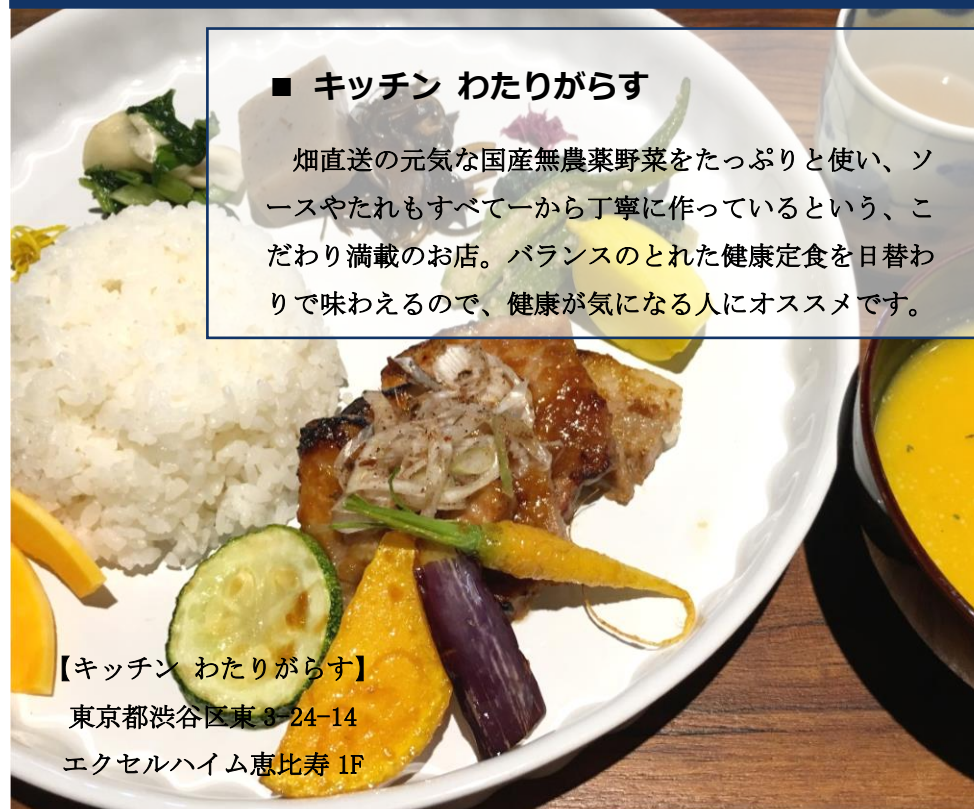 ■ キッチン わたりがらす
畑直送の元気な国産無農薬野菜をたっぷりと使い、ソ
ースやたれもすべて一から丁寧に作っているという、こ
だわり満載のお店。バランスのとれた健康定食を日替わ
りで味わえるので、健康が気になる人にオススメです。
【キッチン わたりがらす】
東京都渋谷区東 3-24-14
エクセルハイム恵比寿 1F